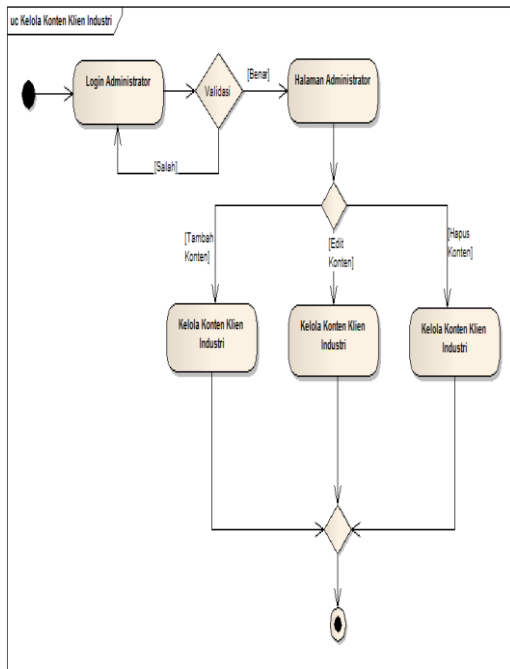 uc Kelola Konten Klien Industri
Login Administrator
Validasi
[Benar]
Halaman Administrator
[Salah]
[Tambah
Konten]
[Edit
Konten]
[Hapus
Konten]
Kelola Konten Klien
Industri
Kelola Konten Klien
Industri
Kelola Konten Klien
Industri